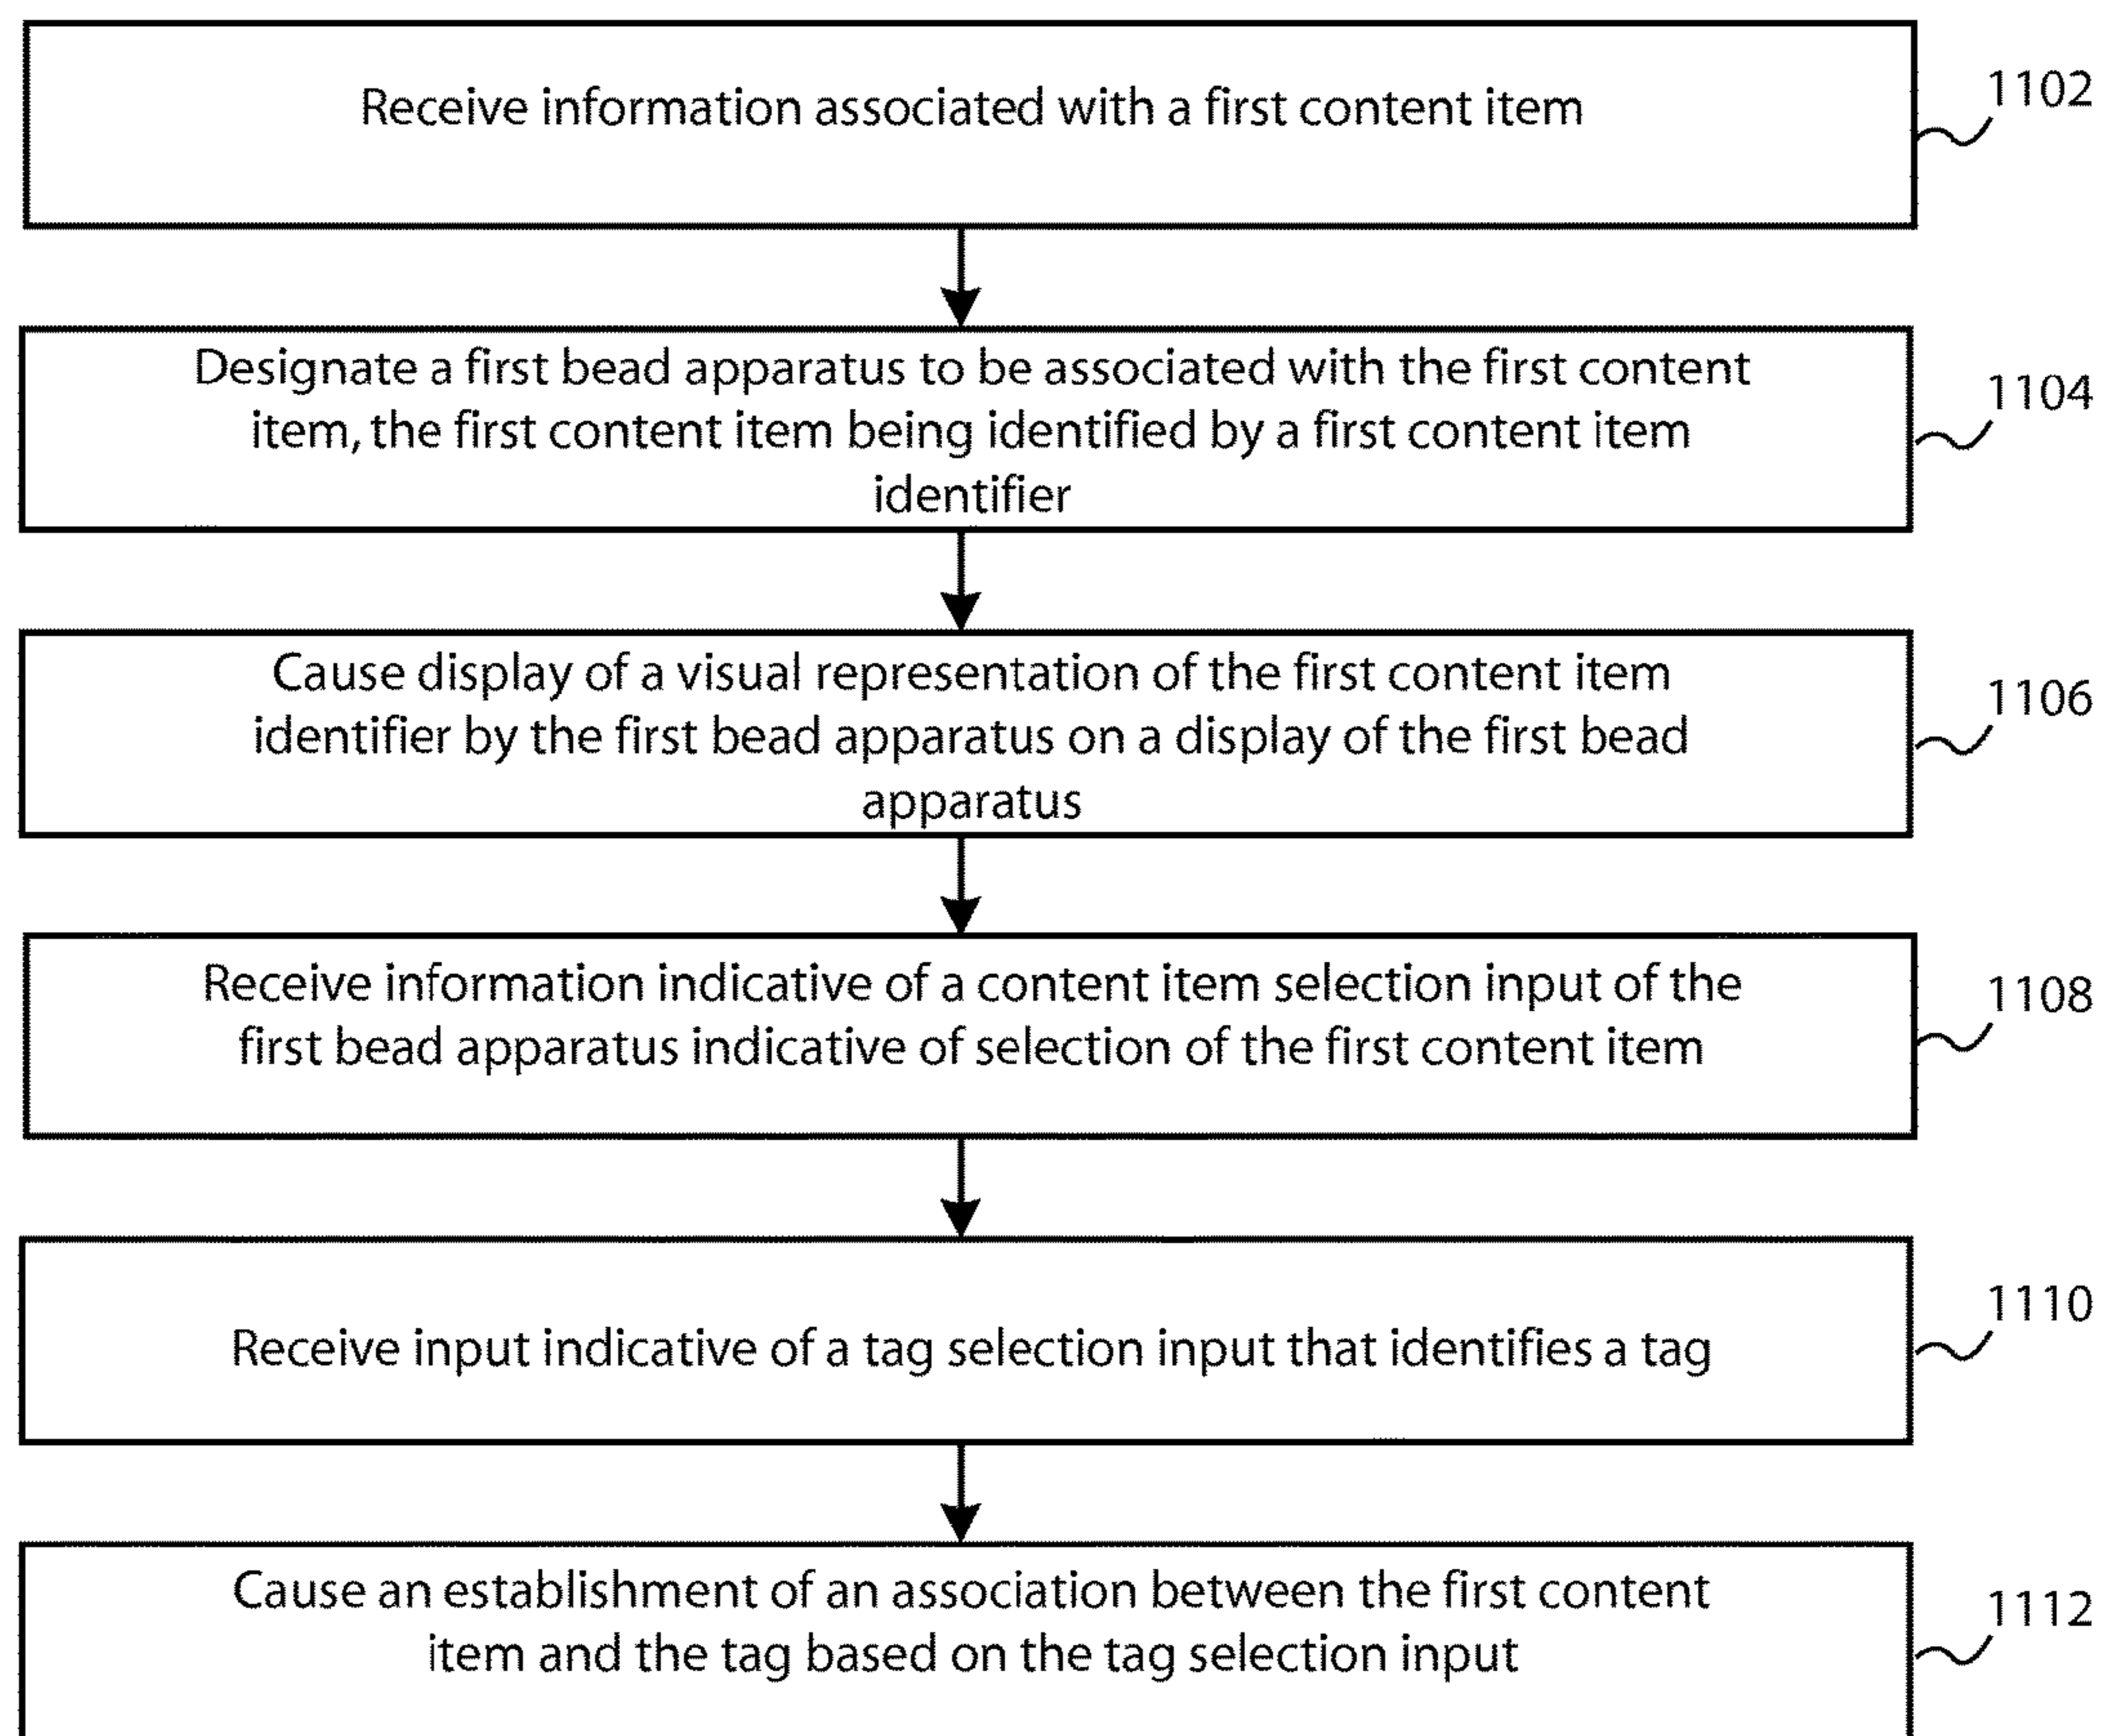 Receive information associated with a first content item
1102
Designate a first bead apparatus to be associated with the first content
item, the first content item being identified by a first content item
identifier
1104
Cause display of a visual representation of the first content item
identifier by the first bead apparatus on a display of the first bead
apparatus
1106
Receive information indicative of a content item selection input of the
first bead apparatus indicative of selection of the first content item
1108
Receive input indicative of a tag selection input that identifies a tag
1110
Cause an establishment of an association between the first content
item and the tag based on the tag selection input
1112